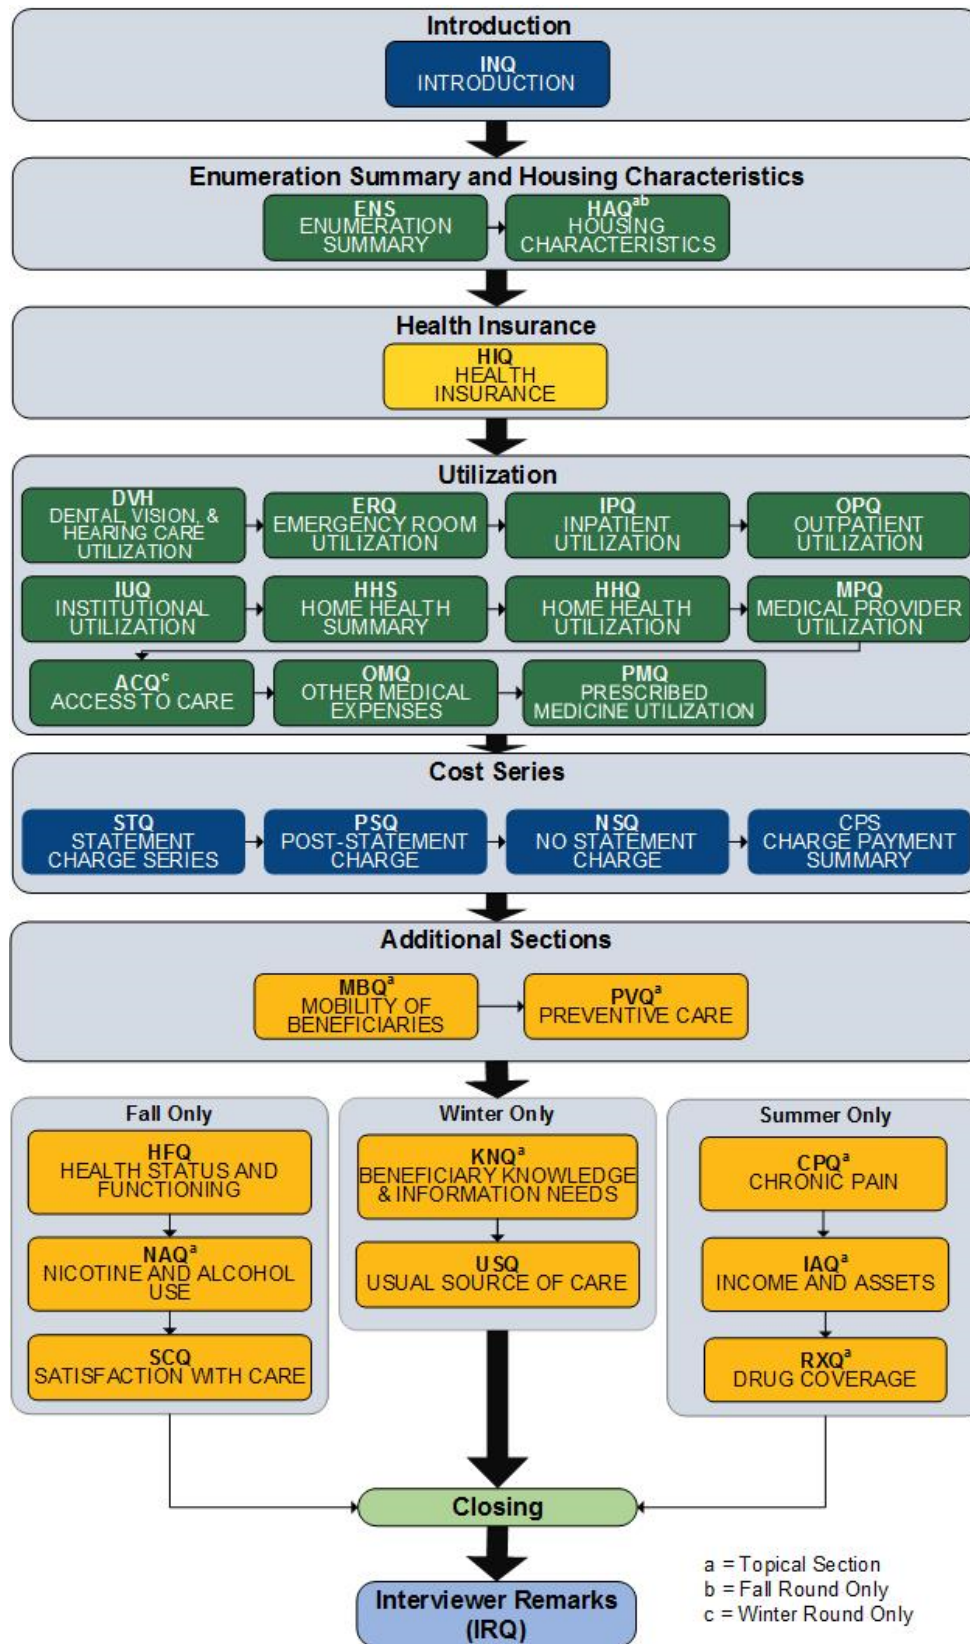 Introduction
INQ
INTRODUCTION
Enumeration Summary and Housing Characteristics
ENS
ENUMERATION
SUMMARY
HAQab
HOUSING
CHARACTERISTICS
Health Insurance
HIQ
HEALTH
INSURANCE
Utilization
DVH
DENTAL, VISION, &
HEARING CARE
UTILIZATION
ERQ
EMERGENCY ROOM
UTILIZATION
IPQ
INPATIENT
UTILIZATION
OPQ
OUTPATIENT
UTILIZATION
IUQ
INSTITUTIONAL
UTILIZATION
HHS
HOME HEALTH
SUMMARY
HHQ
HOME HEALTH
UTILIZATION
MPQ
MEDICAL PROVIDER
UTILIZATION
ACQc
ACCESS TO CARE
OMQ
OTHER MEDICAL
EXPENSES
PMQ
PRESCRIBED
MEDICINE UTILIZATION
Cost Series
STQ
STATEMENT
CHARGE SERIES
PSQ
POST-STATEMENT
CHARGE
NSQ
NO STATEMENT
CHARGE
CPS
CHARGE PAYMENT
SUMMARY
Additional Sections
MBQa
MOBILITY OF
BENEFICIARIES
PVQa
PREVENTIVE CARE
Fall Only
HFQ
HEALTH STATUS AND
FUNCTIONING
NAQa
NICOTINE AND ALCOHOL
USE
SCQ
SATISFACTION WITH CARE
Winter Only
KNQa
BENEFICIARY KNOWLEDGE
& INFORMATION NEEDS
USQ
USUAL SOURCE OF CARE
Summer Only
CPQa
CHRONIC PAIN
IAQa
INCOME AND ASSETS
RXQa
DRUG COVERAGE
Closing
Interviewer Remarks
(IRQ)
a = Topical Section
b = Fall Round Only
c = Winter Round Only